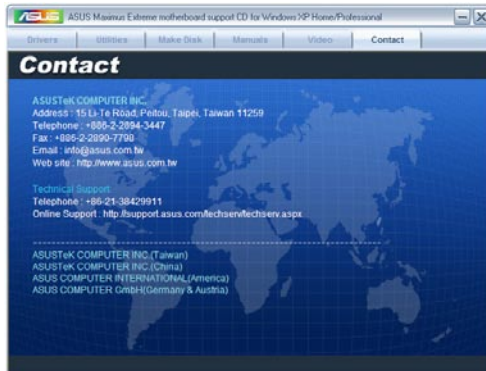 ASUS ASUS Maximus Extreme motherboard support CD for Windows XP Home/Professional
Drivers Utilities Make Disk Manuals Video Contact
Contact
ASUSTeK COMPUTER INC.
Address : 15 Li-Te Road, Peitou, Taipei, Taiwan 11259
Telephone : +886-2-2894-3447
Fax : +886-2-2890-7798
Email : info@asus.com.tw
Web site : http://www.asus.com.tw
Technical Support
Telephone : +86-21-38429911
Online Support : http://support.asus.com/techserv/techserv.aspx
ASUSTeK COMPUTER INC.(Taiwan)
ASUSTeK COMPUTER INC.(China)
ASUS COMPUTER INTERNATIONAL(America)
ASUS COMPUTER GmbH(Germany & Austria)